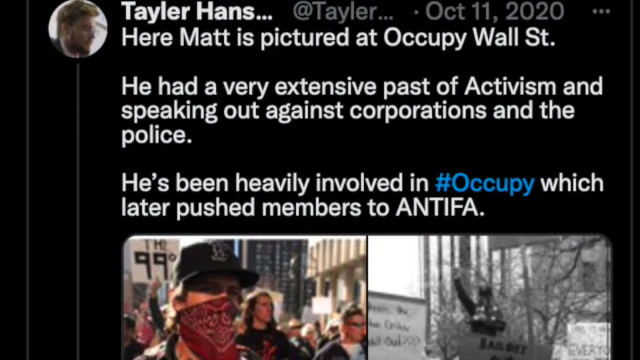 Tayler Hans... @Tayler... · Oct 11, 2020 ...
Here Matt is pictured at Occupy Wall St.
He had a very extensive past of Activism and
speaking out against corporations and the
police.
He's been heavily involved in #Occupy which
later pushed members to ANTIFA.
THE
99%
BAILOUT